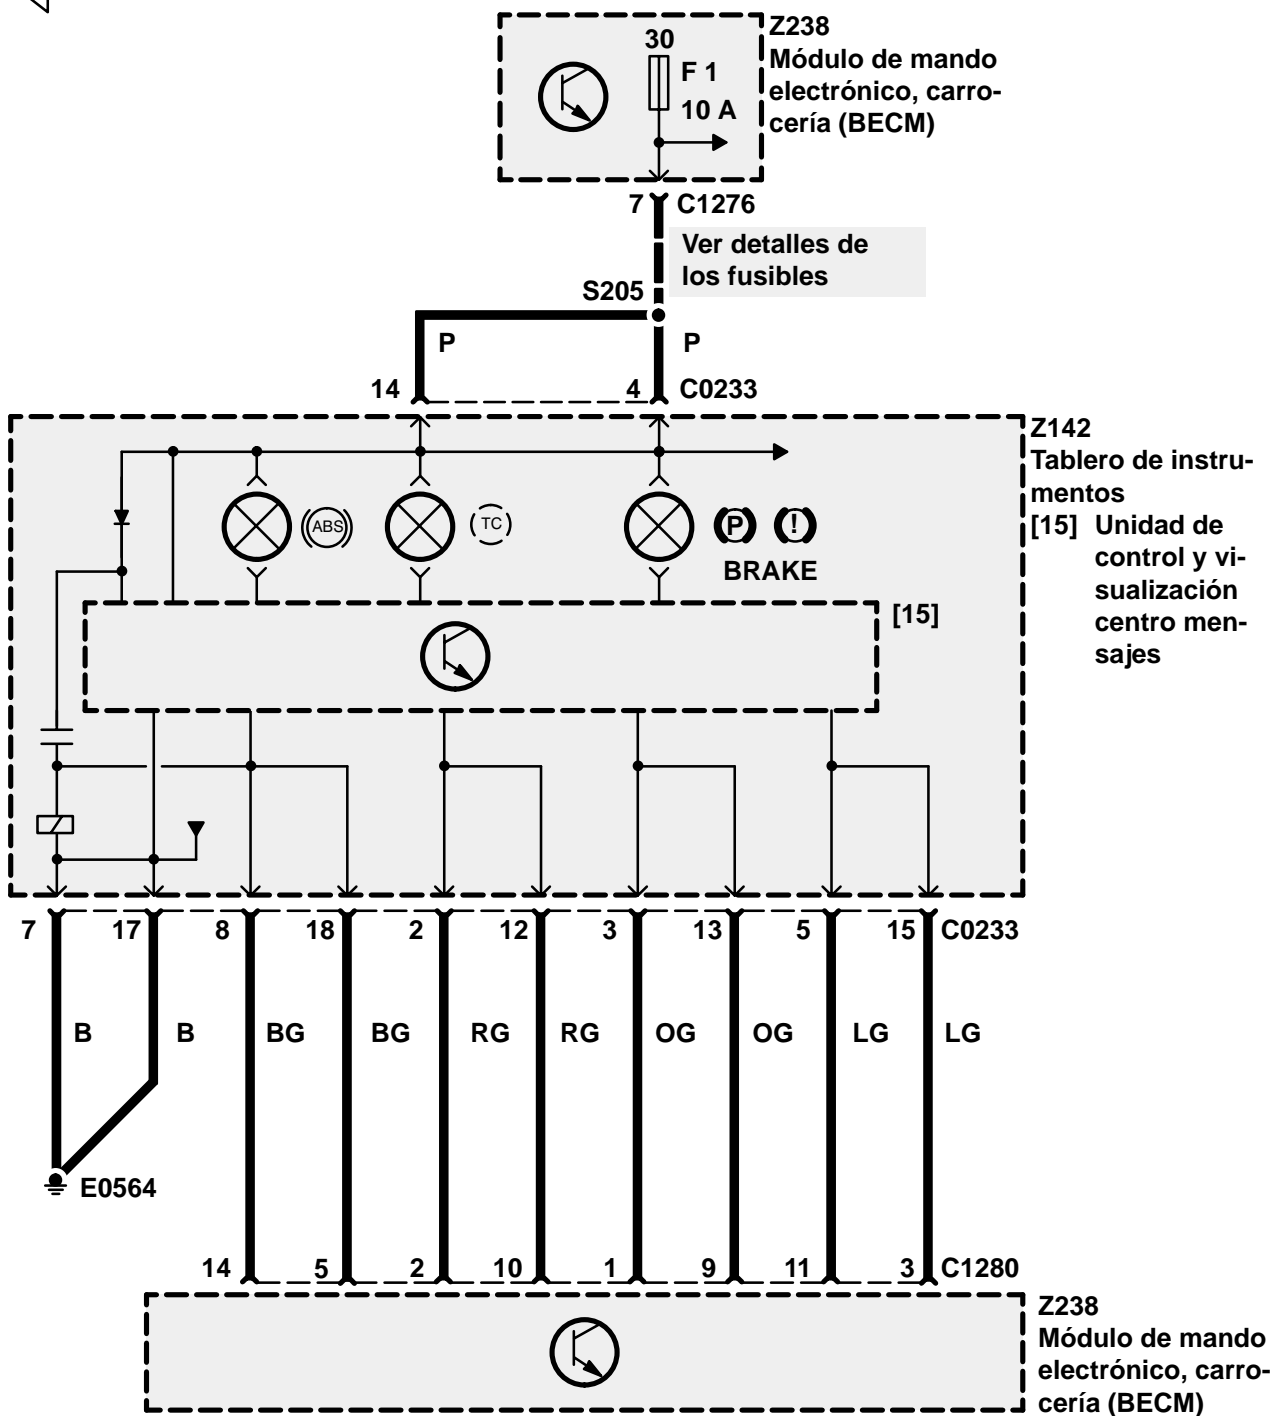 Z238
Módulo de mando
electrónico, carro-
cería (BECM)
30
F 1
10 A
7 C1276
Ver detalles de
los fusibles
S205
P P
14 4 C0233
Z142
Tablero de instru-
mentos
[15] Unidad de
control y vi-
sualización
centro men-
sajes
ABS TC P !
BRAKE
[15]
7 17 8 18 2 12 3 13 5 15 C0233
B B BG BG RG RG OG OG LG LG
E0564
14 5 2 10 1 9 11 3 C1280
Z238
Módulo de mando
electrónico, carro-
cería (BECM)